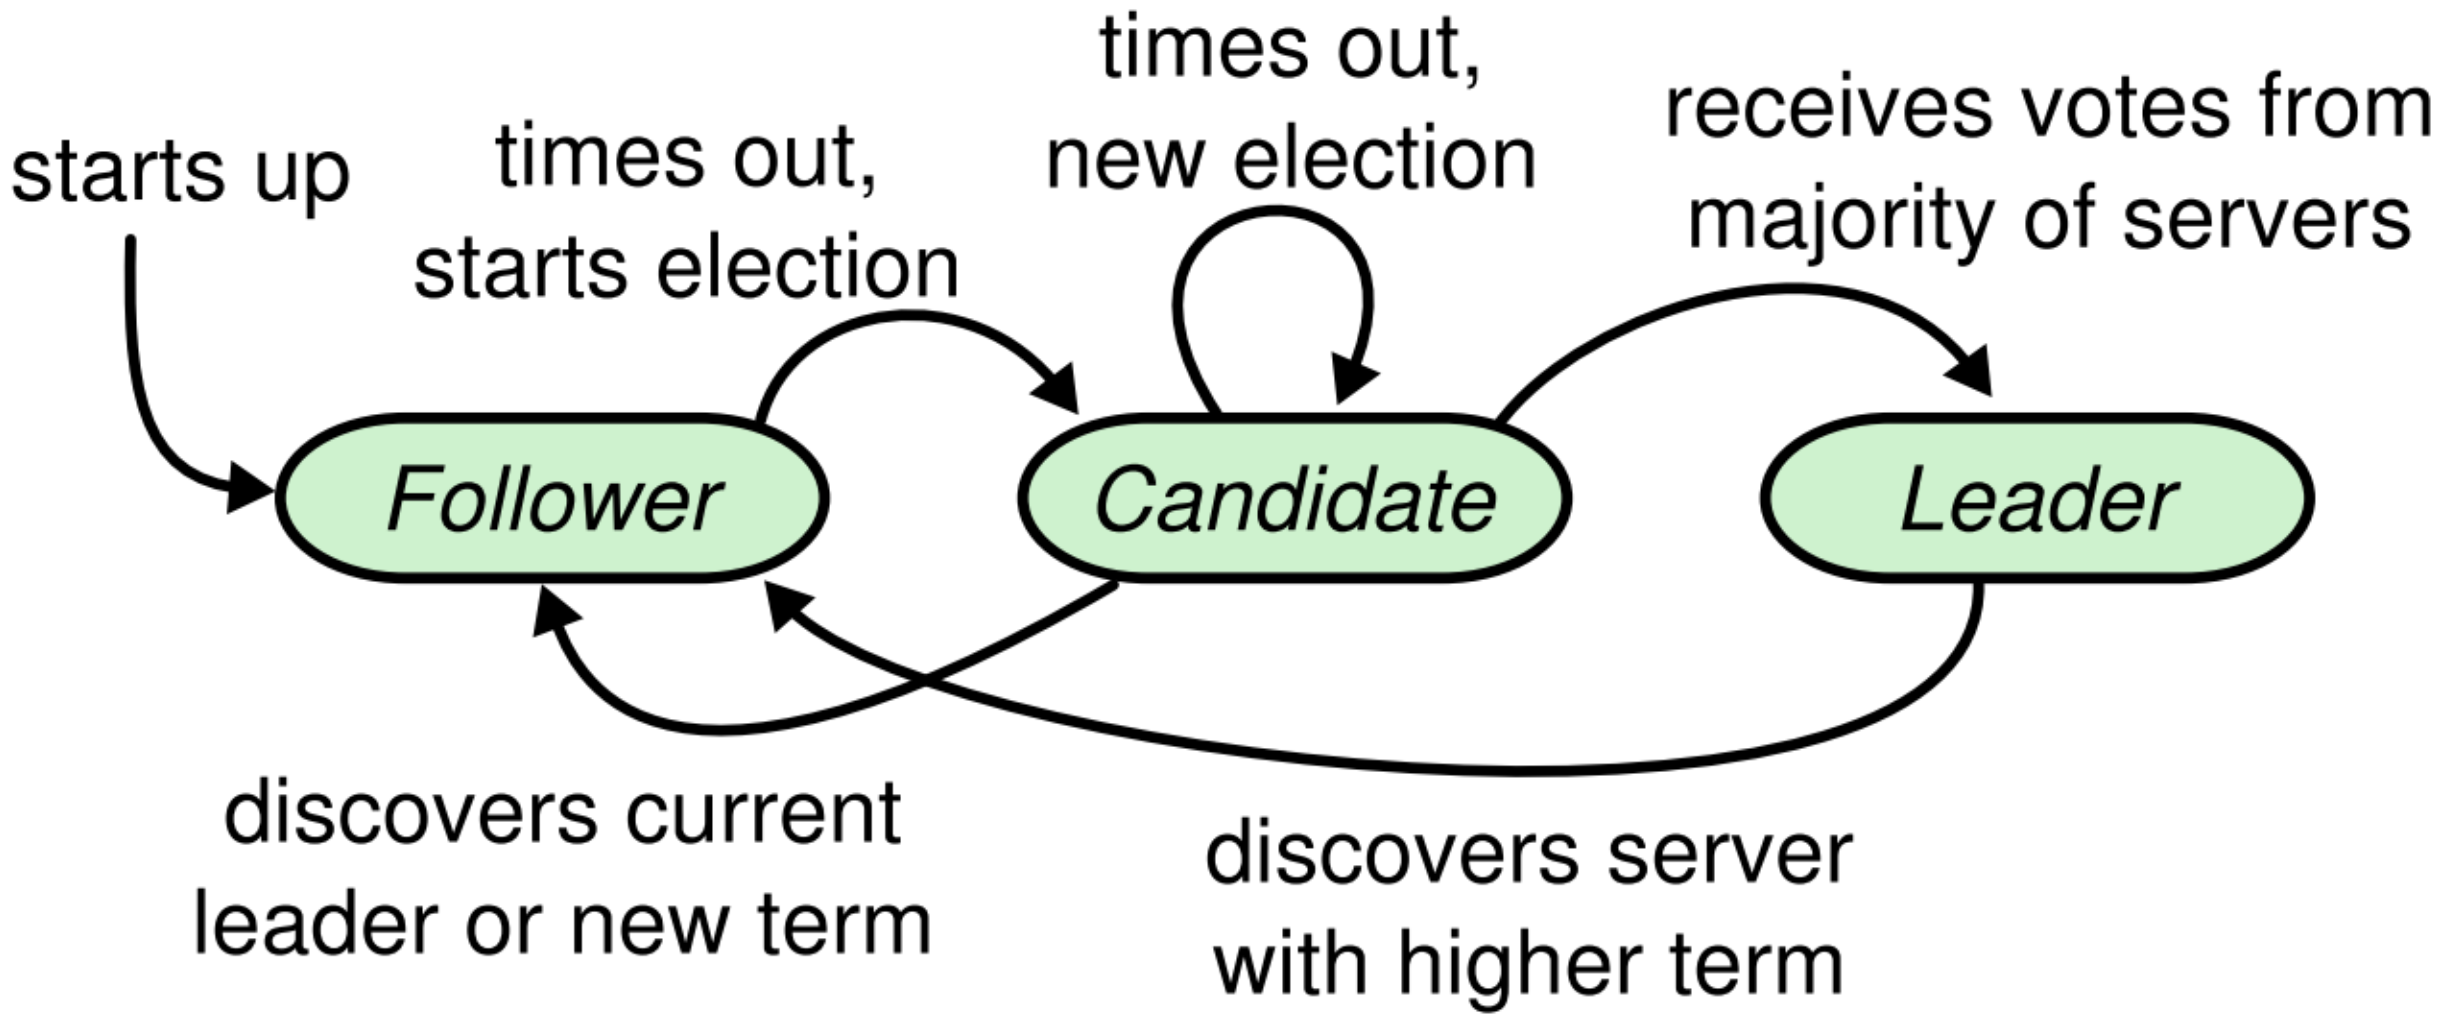 starts up
times out,
starts election
times out,
new election
receives votes from
majority of servers
Follower
Candidate
Leader
discovers current
leader or new term
discovers server
with higher term